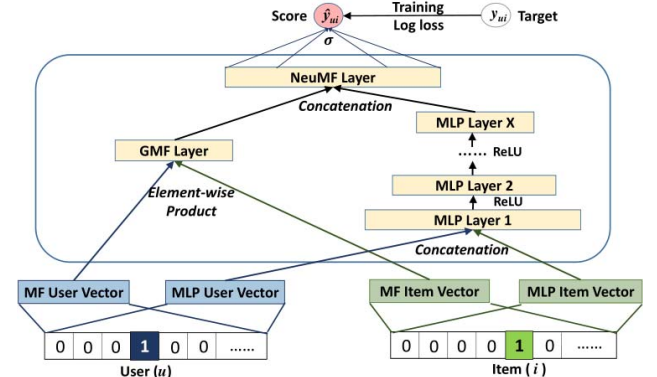 Score ŷui Training yui Target
Log loss
σ
NeuMF Layer
Concatenation
MLP Layer X
GMF Layer
...... ReLU
Element-wise
Product
MLP Layer 2
ReLU
MLP Layer 1
Concatenation
MF User Vector MLP User Vector MF Item Vector MLP Item Vector
0 0 0 1 0 0 ...... 0 0 0 0 1 0 ......
User (u) Item ( i )